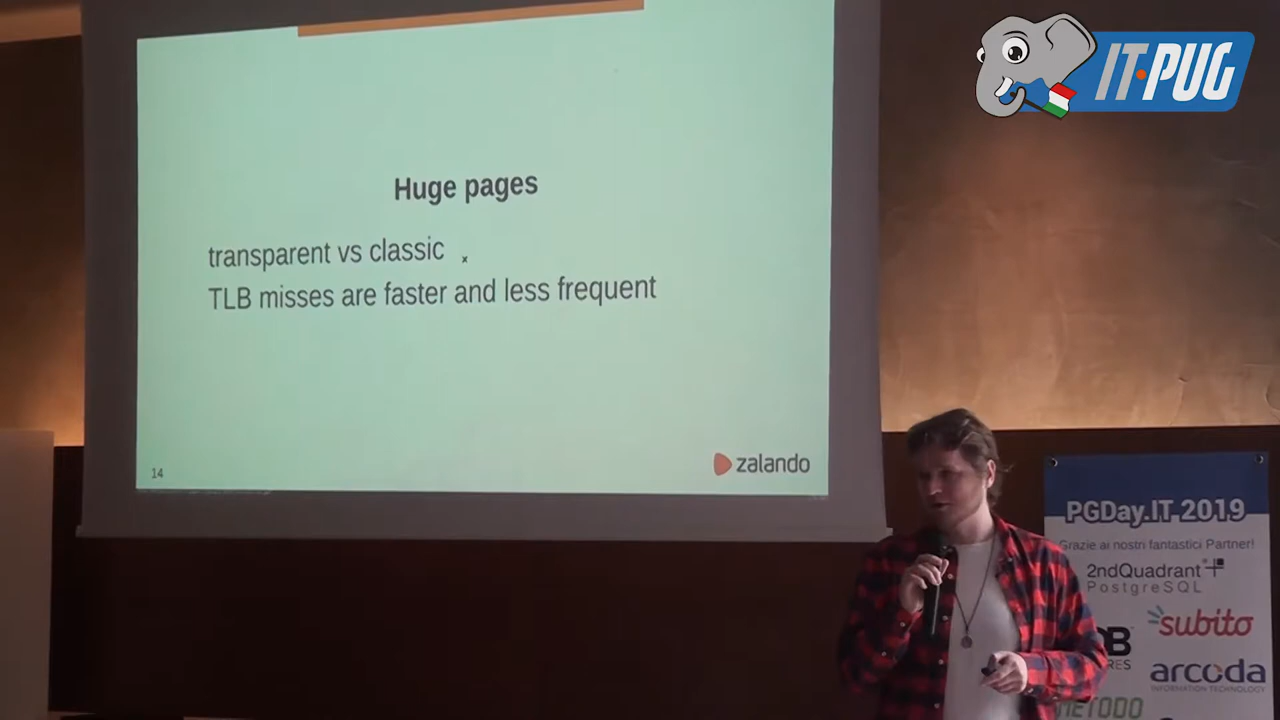 IT·PUG
Huge pages
transparent vs classic
TLB misses are faster and less frequent
14
zalando
PGDay.IT 2019
Grazie ai nostri fantastici Partner!
2ndQuadrant
PostgreSQL
subito
arcoda
INFORMATION TECHNOLOGY
METODO